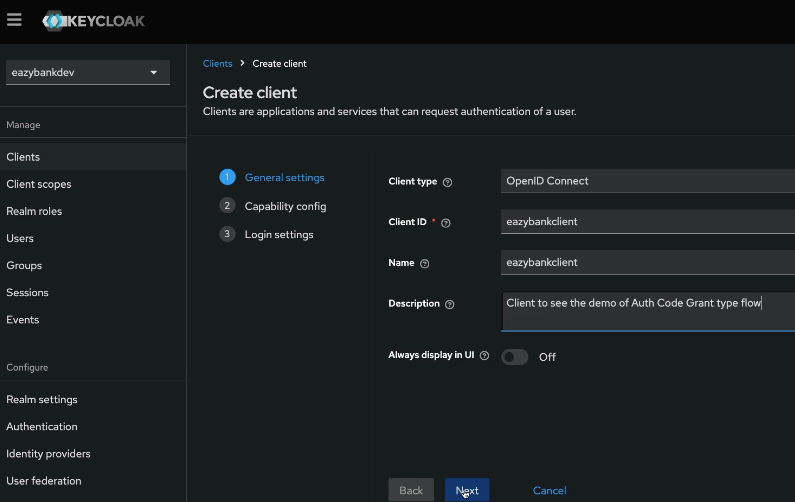 KEYCLOAK
eazybankdev
Manage
Clients
Client scopes
Realm roles
Users
Groups
Sessions
Events
Configure
Realm settings
Authentication
Identity providers
User federation
Clients > Create client
Create client
Clients are applications and services that can request authentication of a user.
1 General settings
2 Capability config
3 Login settings
Client type ? OpenID Connect
Client ID * ? eazybankclient
Name ? eazybankclient
Description ? Client to see the demo of Auth Code Grant type flow
Always display in UI ? Off
Back Next Cancel